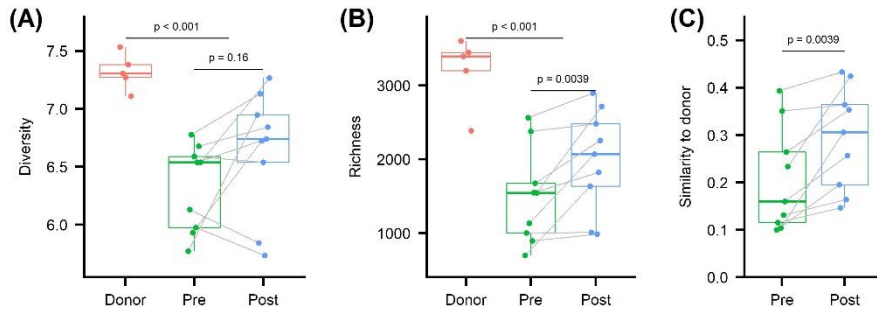 (A)
p < 0.001
p = 0.16
7.5
7.0
6.5
6.0
Diversity
Donor Pre Post
(B)
p < 0.001
p = 0.0039
3000
2000
1000
Richness
Donor Pre Post
(C)
p = 0.0039
0.5
0.4
0.3
0.2
0.1
0.0
Similarity to donor
Pre Post